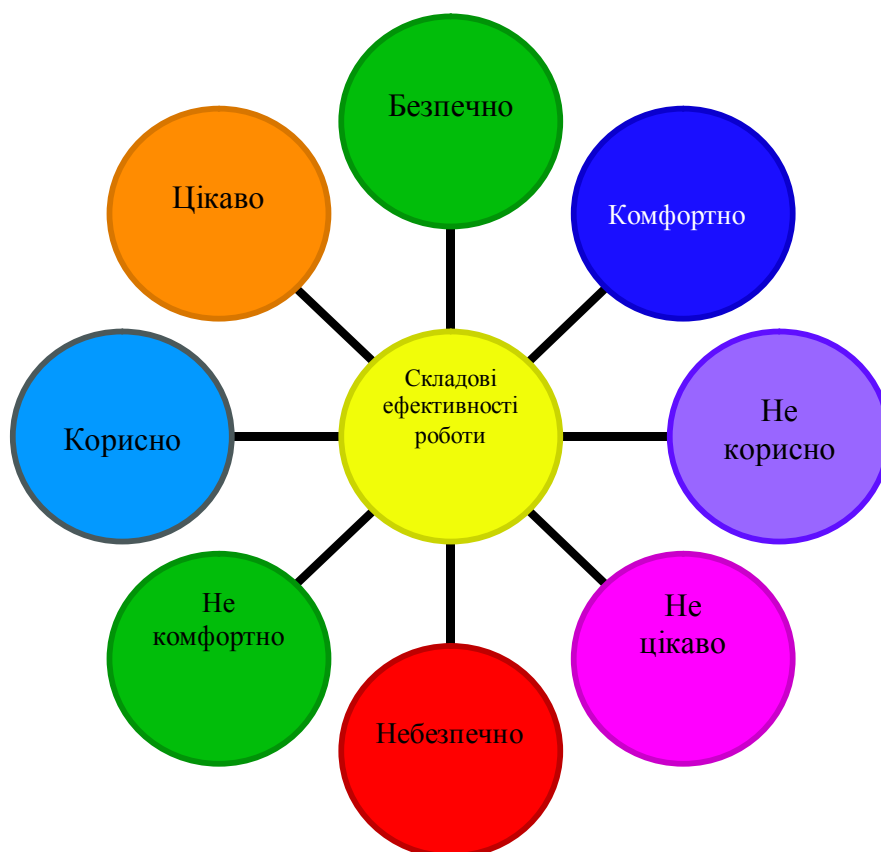 Безпечно
Цікаво
Комфортно
Складові
ефективності
роботи
Не
корисно
Корисно
Не
комфортно
Не
цікаво
Небезпечно